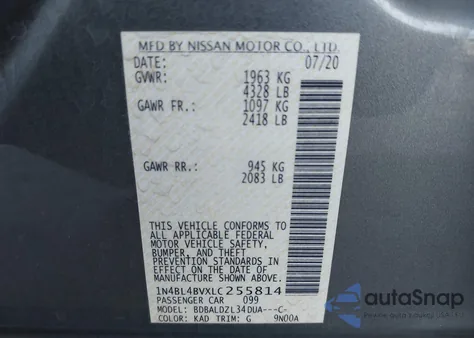 MFD BY NISSAN MOTOR CO., LTD.
DATE: 07/20
GVWR: 1963 KG
4328 LB
GAWR FR.: 1097 KG
2418 LB
GAWR RR.: 945 KG
2083 LB
THIS VEHICLE CONFORMS TO
ALL APPLICABLE FEDERAL
MOTOR VEHICLE SAFETY,
BUMPER, AND THEFT
PREVENTION STANDARDS IN
EFFECT ON THE DATE OF
MANUFACTURE SHOWN ABOVE.
1N4BL4BVXLC255814
PASSENGER CAR 099
MODEL: BDBALDZL34DUA---C-
COLOR: KAD TRIM: G 9N00A
autoSnap